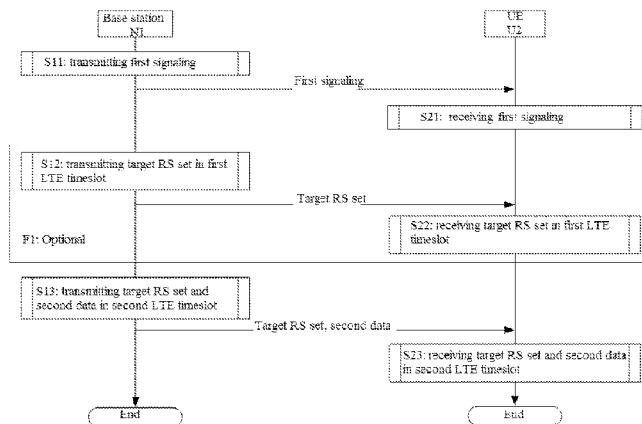 Base station
N1
UE
U2
S11: transmitting first signaling
First signaling
S21: receiving first signaling
S12: transmitting target RS set in first
LTE timeslot
Target RS set
F1: Optional
S22: receiving target RS set in first LTE
timeslot
S13: transmitting target RS set and
second data in second LTE timeslot
Target RS set, second data
S23: receiving target RS set and second data
in second LTE timeslot
End
End